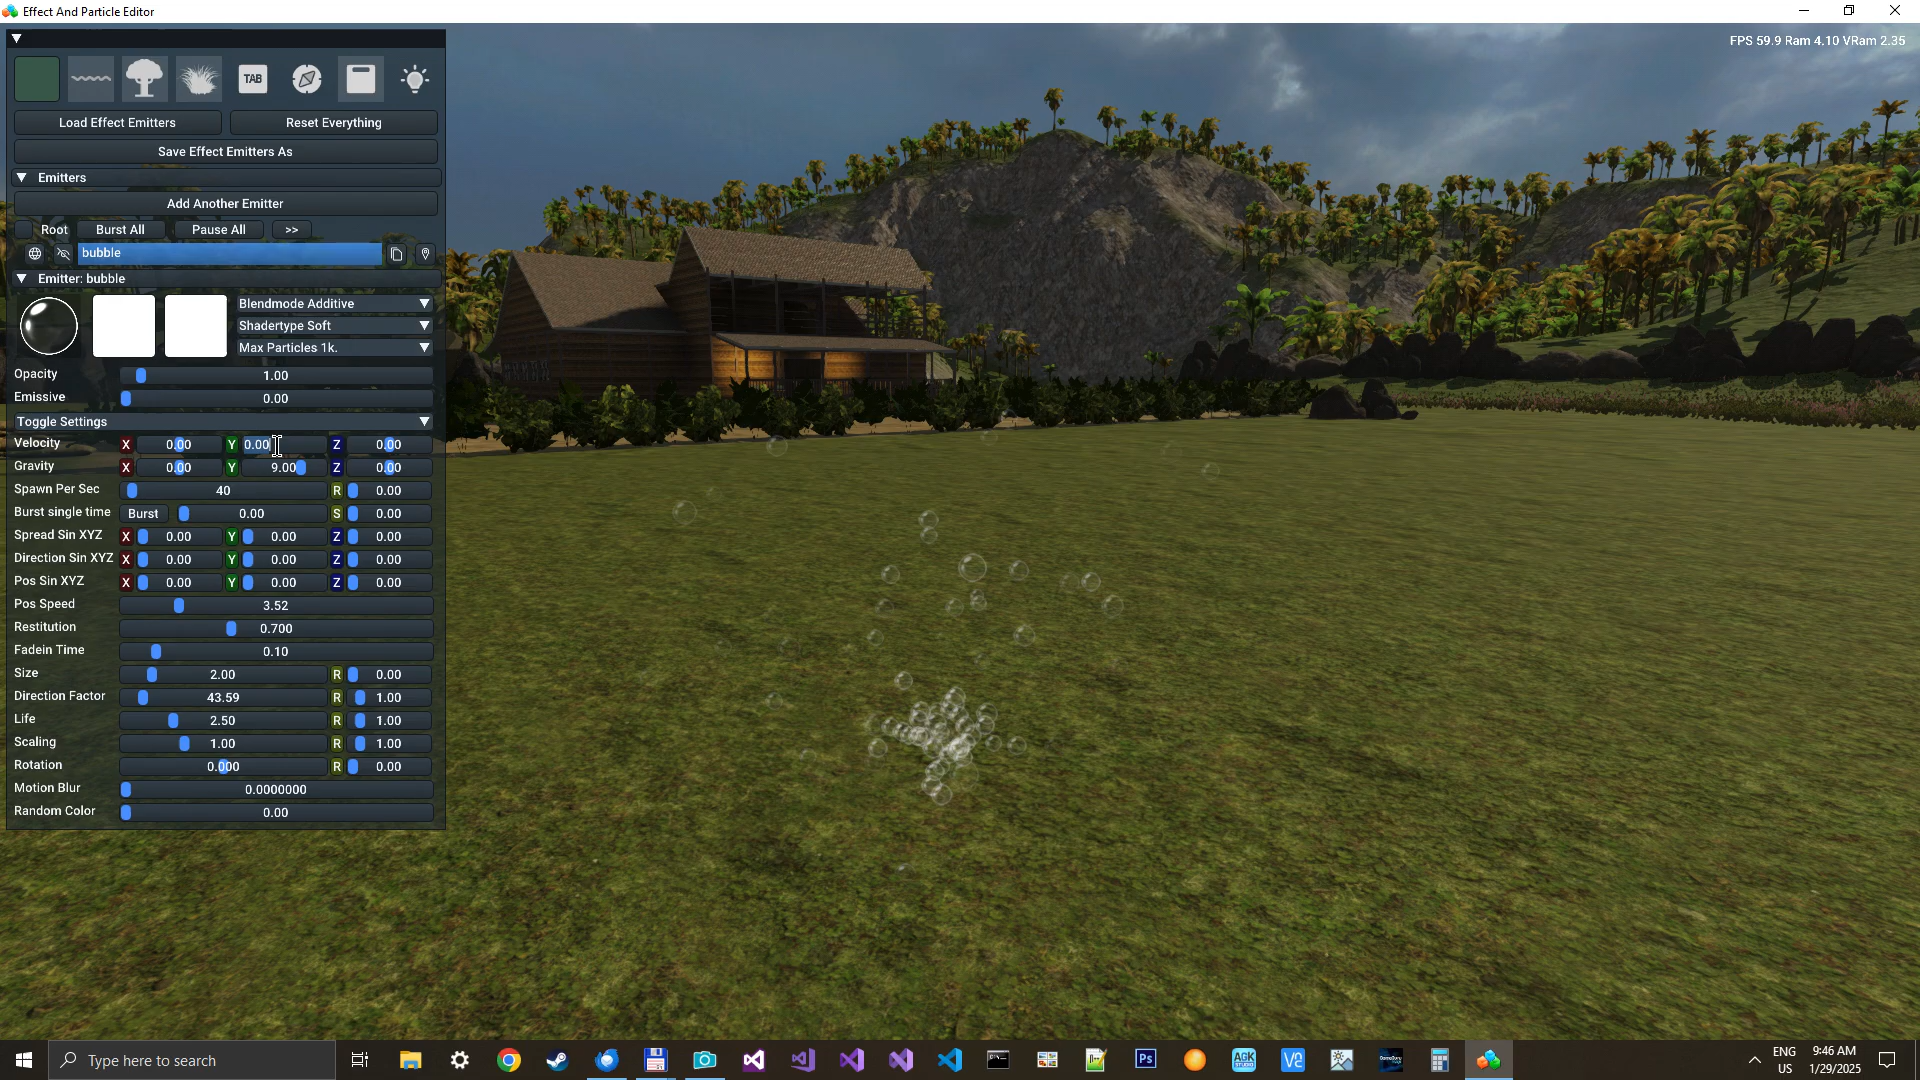 Effect And Particle Editor
FPS 59.9 Ram 4.10 VRam 2.35
TAB
Load Effect Emitters Reset Everything
Save Effect Emitters As
Emitters
Add Another Emitter
Root Burst All Pause All >>
bubble
Emitter: bubble
Blendmode Additive
Shadertype Soft
Max Particles 1k.
Opacity 1.00
Emissive 0.00
Toggle Settings
Velocity X 0.00 Y 0.00 Z 0.00
Gravity X 0.00 Y 9.00 Z 0.00
Spawn Per Sec 40 R 0.00
Burst single time Burst 0.00 S 0.00
Spread Sin XYZ X 0.00 Y 0.00 Z 0.00
Direction Sin XYZ X 0.00 Y 0.00 Z 0.00
Pos Sin XYZ X 0.00 Y 0.00 Z 0.00
Pos Speed 3.52
Restitution 0.700
Fadein Time 0.10
Size 2.00 R 0.00
Direction Factor 43.59 R 1.00
Life 2.50 R 1.00
Scaling 1.00 R 1.00
Rotation 0.000 R 0.00
Motion Blur 0.0000000
Random Color 0.00
Type here to search
Ps
AGK
VE
ENG
US
9:46 AM
1/29/2025